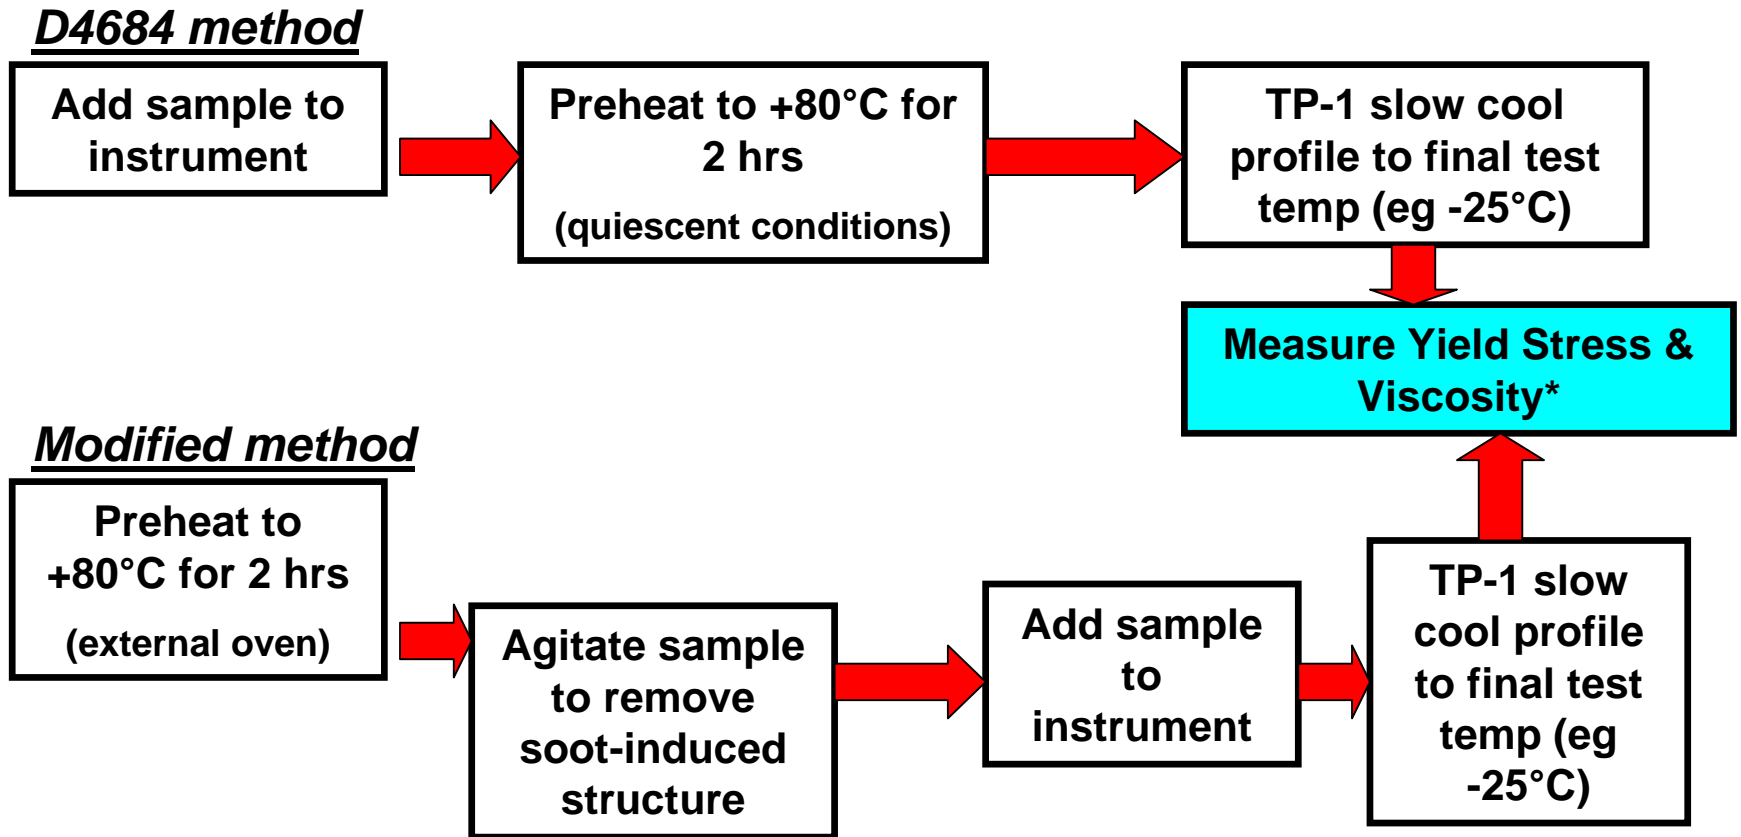 D4684 method
Add sample to
instrument
Preheat to +80°C for
2 hrs
(quiescent conditions)
TP-1 slow cool
profile to final test
temp (eg -25°C)
Measure Yield Stress &
Viscosity*
Modified method
Preheat to
+80°C for 2 hrs
(external oven)
Agitate sample
to remove
soot-induced
structure
Add sample
to
instrument
TP-1 slow
cool profile
to final test
temp (eg
-25°C)